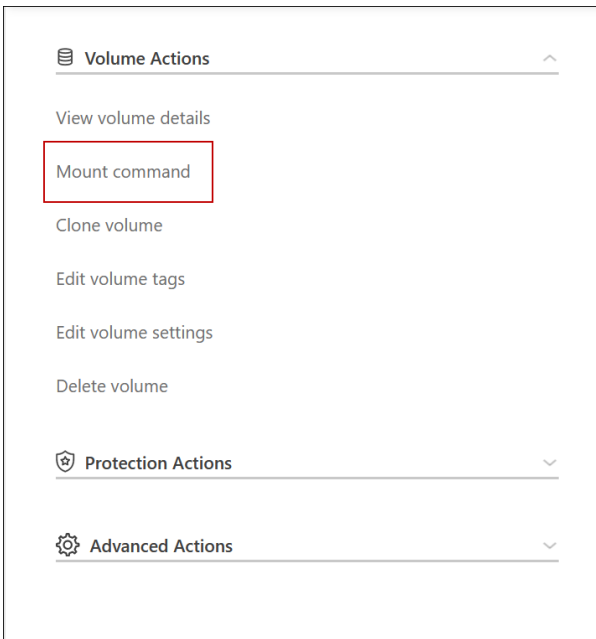 Volume Actions
View volume details
Mount command
Clone volume
Edit volume tags
Edit volume settings
Delete volume
Protection Actions
Advanced Actions